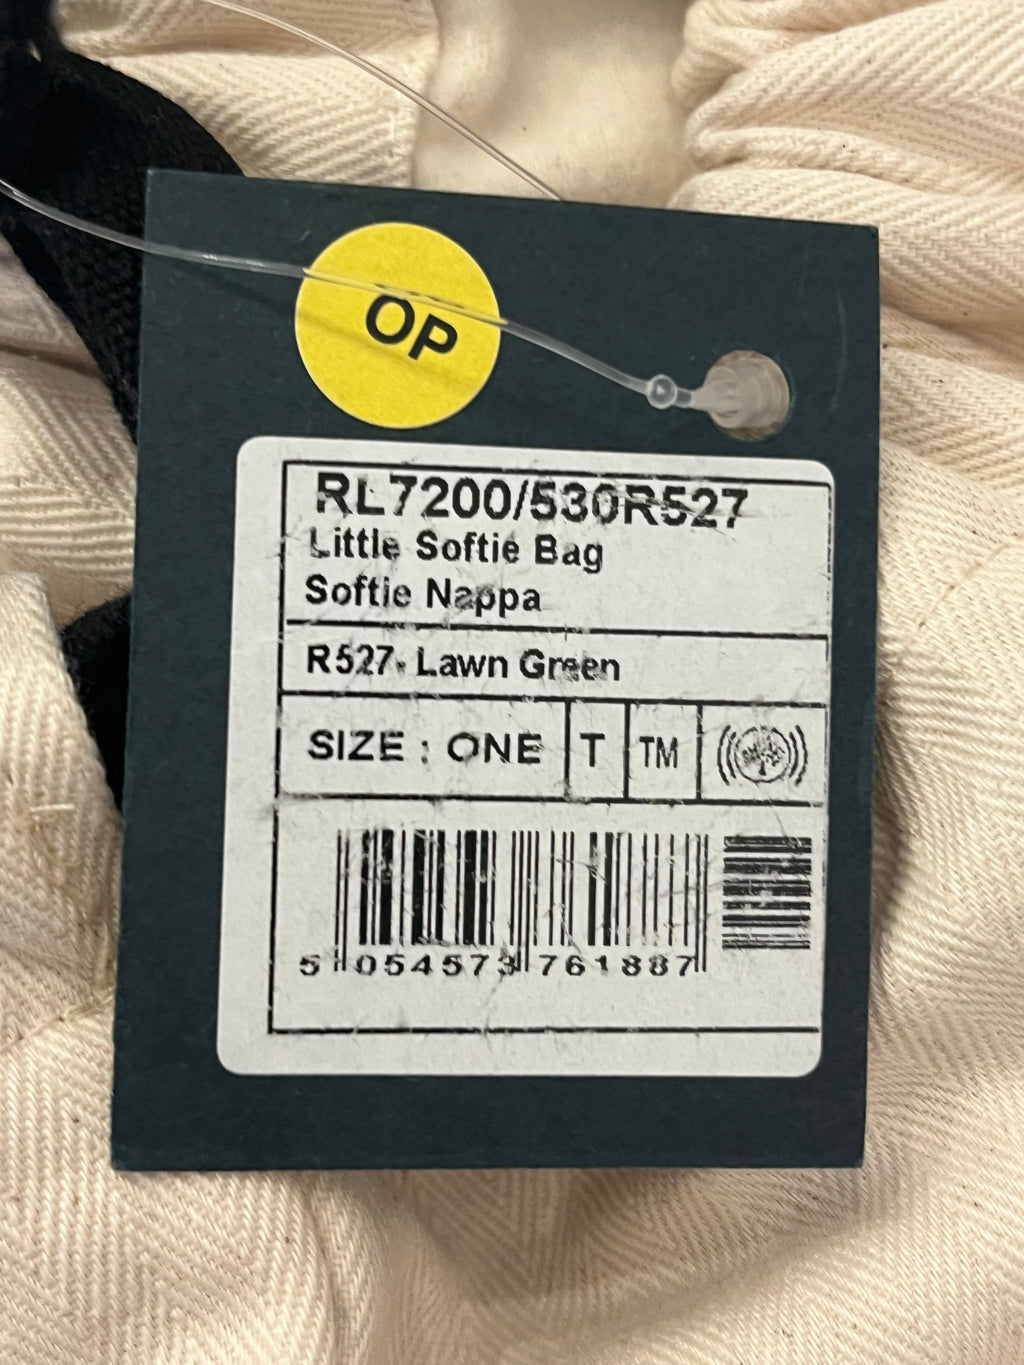 OP
RL7200/530R527
Little Softie Bag
Softie Nappa
R527- Lawn Green
SIZE : ONE
T
TM
5 054573 761887